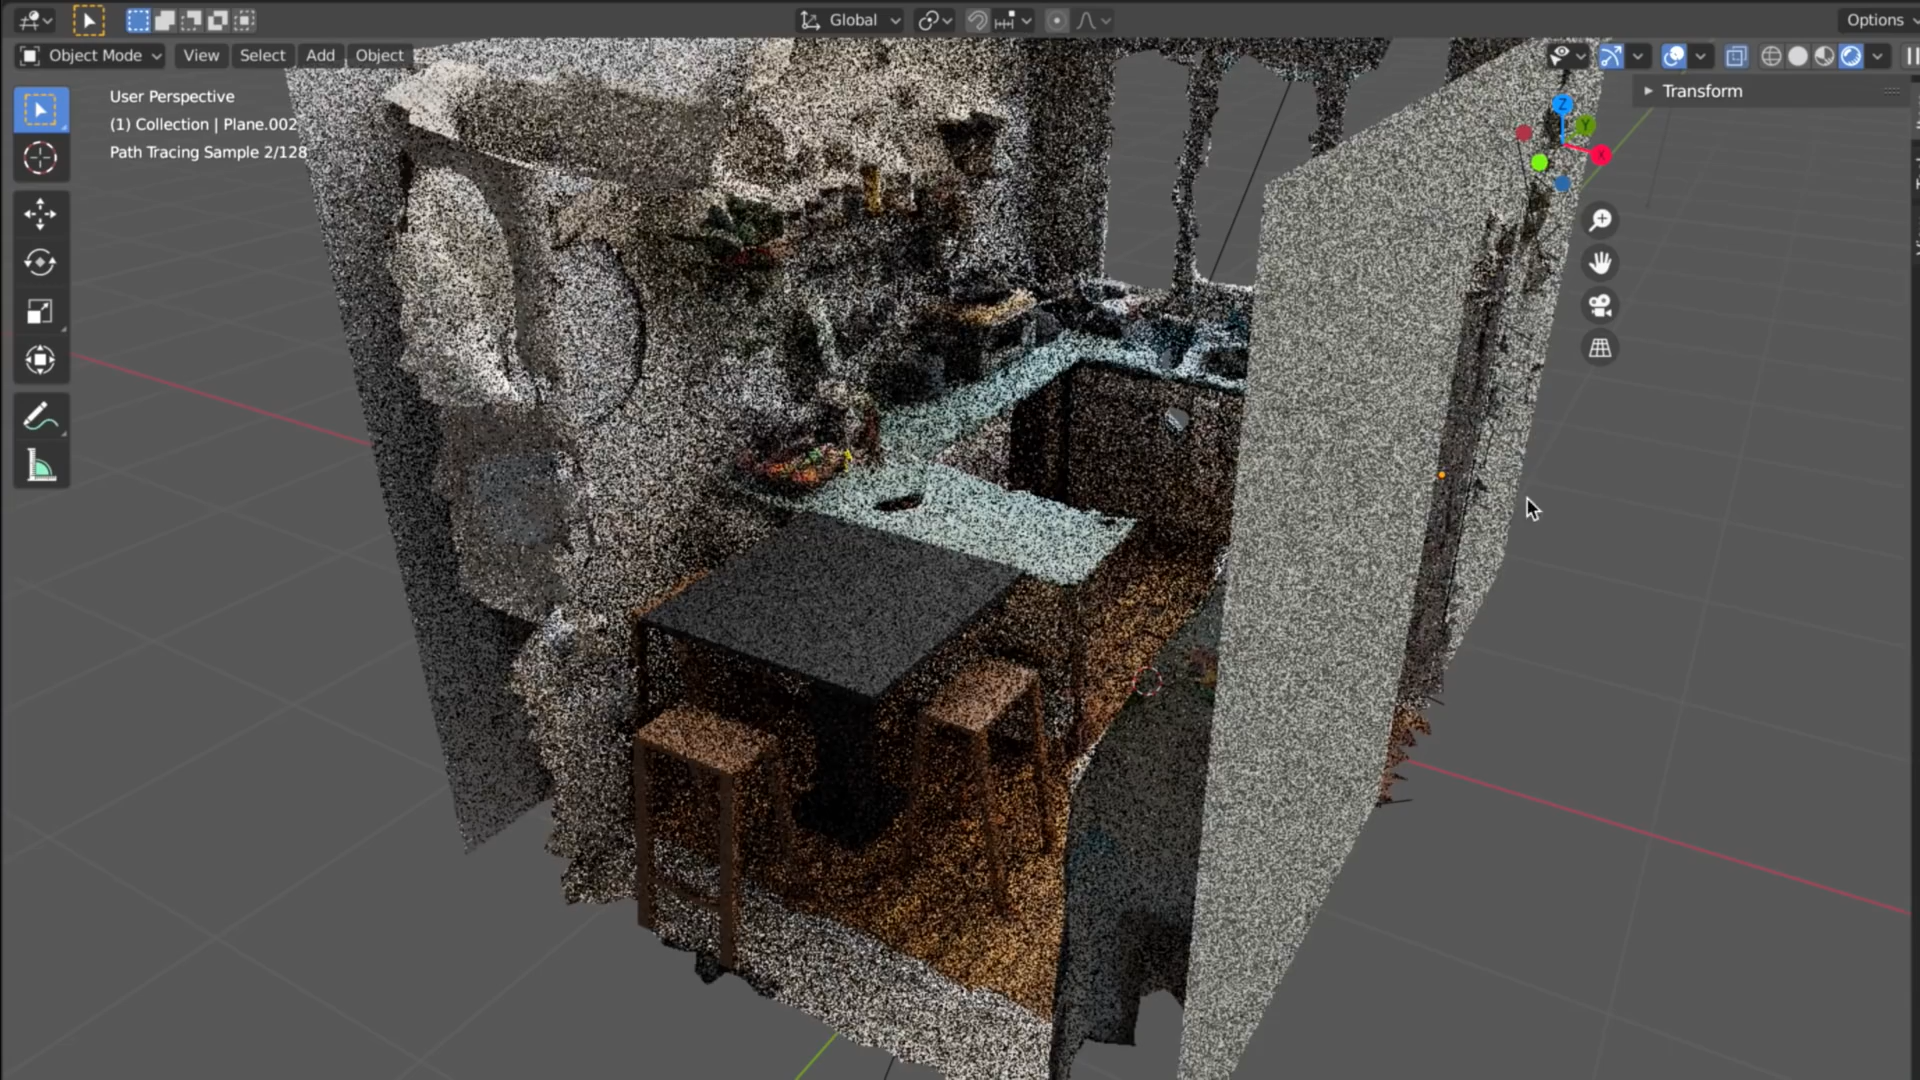 Global
Options
Object Mode
View
Select
Add
Object
User Perspective
(1) Collection | Plane.002
Path Tracing Sample 2/128
Transform
Z
Y
X